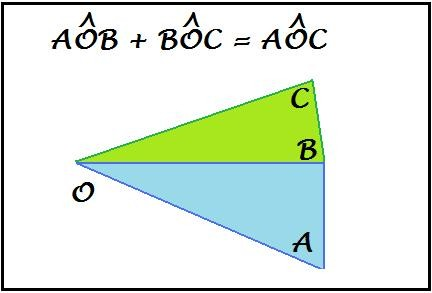 AÔB + BÔC = AÔC
C
B
O
A